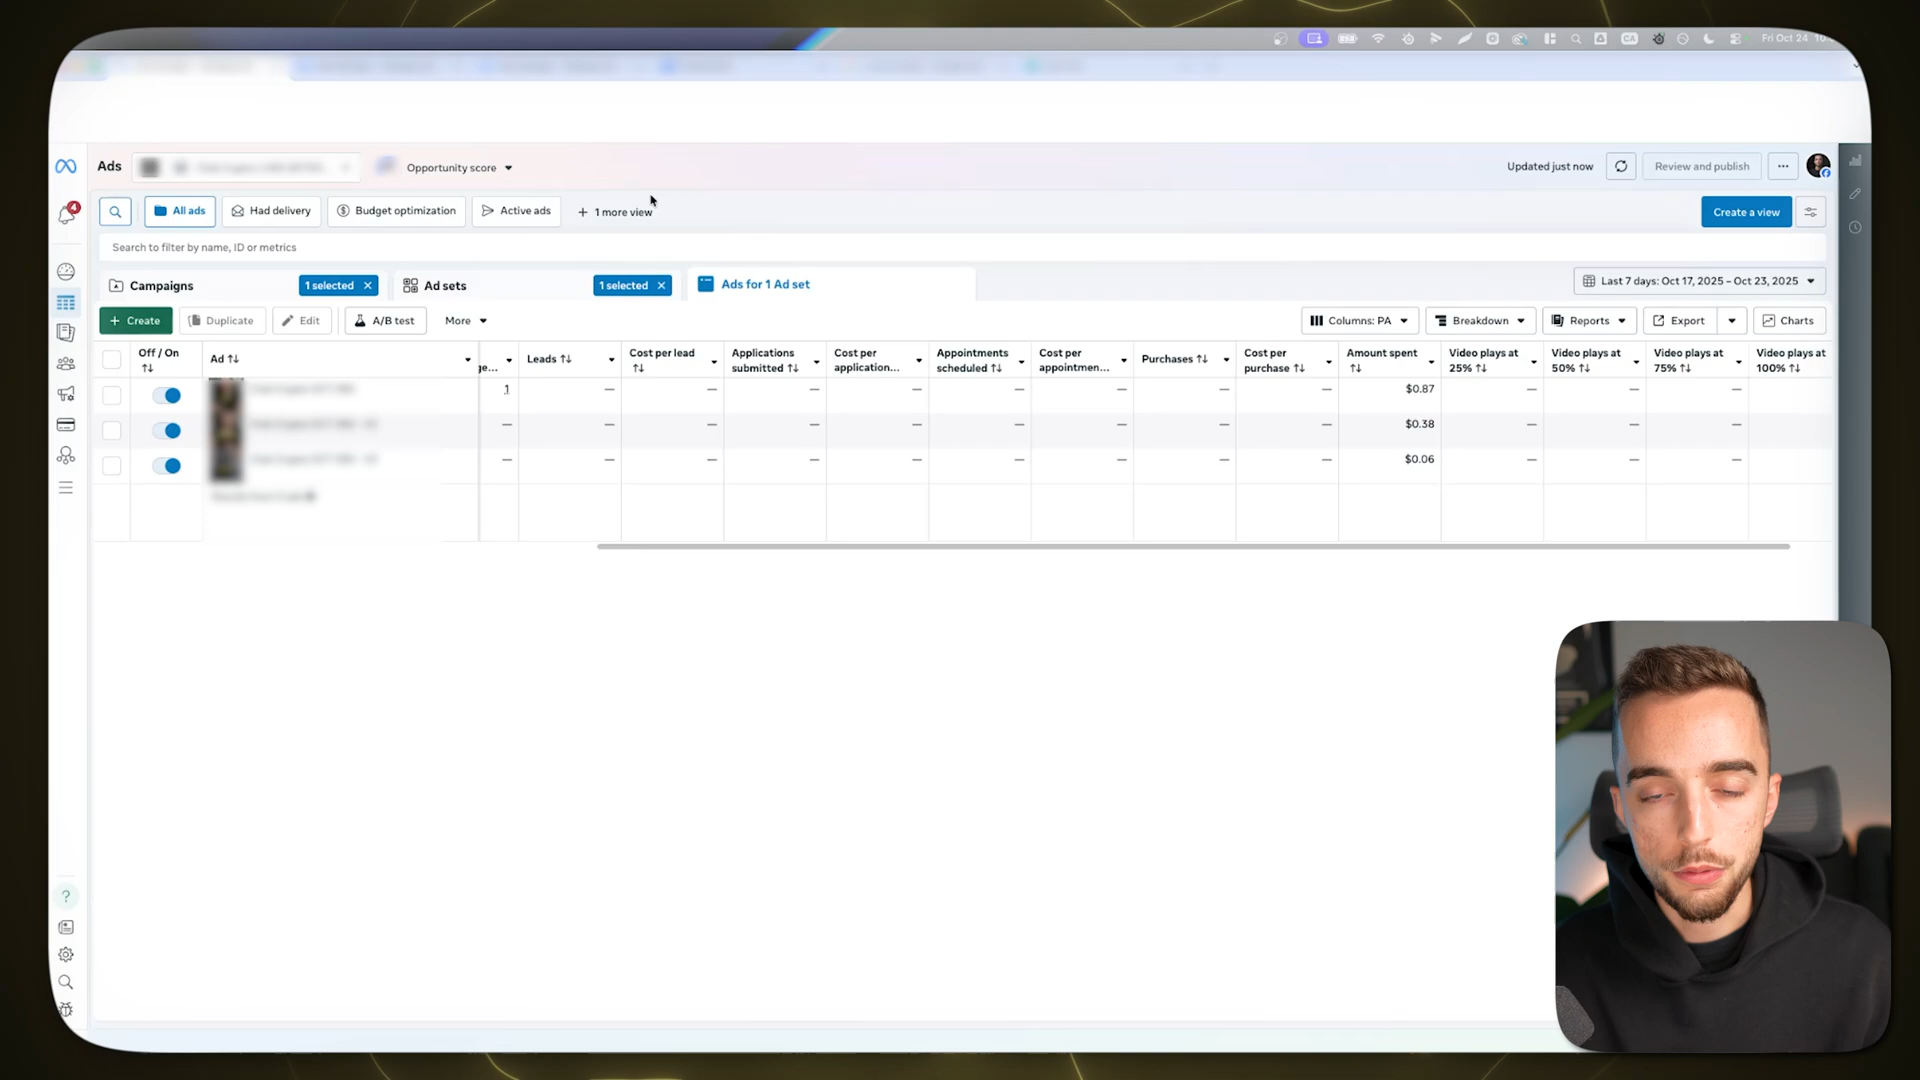 Fri Oct 24
Ads
Opportunity score
Updated just now
Review and publish
4
All ads
Had delivery
Budget optimization
Active ads
+ 1 more view
Create a view
Search to filter by name, ID or metrics
Campaigns
1 selected ×
Ad sets
1 selected ×
Ads for 1 Ad set
Last 7 days: Oct 17, 2025 – Oct 23, 2025
+ Create
Duplicate
Edit
A/B test
More
Columns: PA
Breakdown
Reports
Export
Charts
Off / On
Ad
ge...
Leads
Cost per lead
Applications submitted
Cost per application...
Appointments scheduled
Cost per appointmen...
Purchases
Cost per purchase
Amount spent
Video plays at 25%
Video plays at 50%
Video plays at 75%
Video plays at 100%
1 — — — — — — — — $0.87 — — —
— — — — — — — — — $0.38 — — —
— — — — — — — — — $0.06 — — —
?